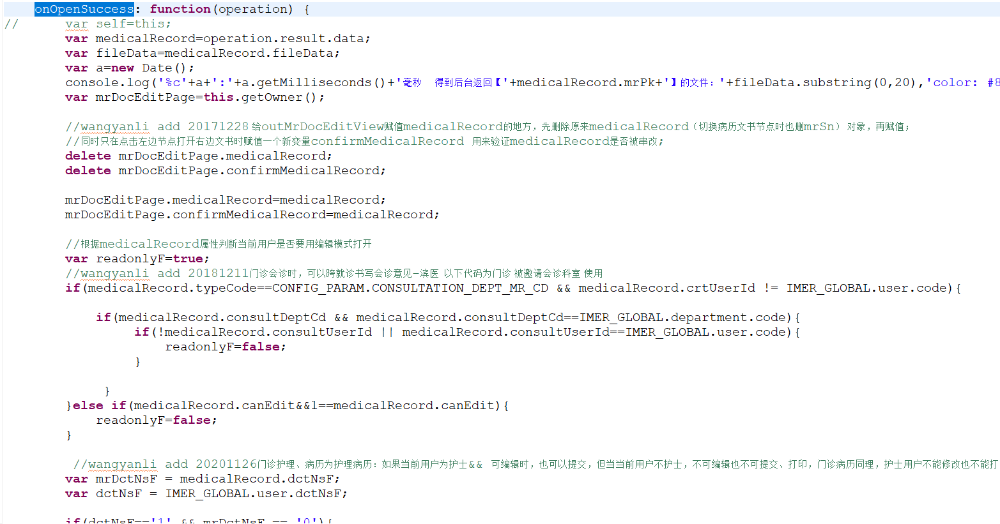 onOpenSuccess: function(operation) {
// var self=this;
var medicalRecord=operation.result.data;
var fileData=medicalRecord.fileData;
var a=new Date();
console.log('%c'+a+':'+a.getMilliseconds()+'毫秒  得到后台返回【'+medicalRecord.mrPk+'】的文件：'+fileData.substring(0,20),'color: #8
var mrDocEditPage=this.getOwner();
//wangyanli add 20171228 给outMrDocEditView赋值medicalRecord的地方，先删除原来medicalRecord（切换病历文书节点时也删mrSn） 对象，再赋值；
//同时只在点击左边节点打开右边文书时赋值一个新变量confirmMedicalRecord 用来验证medicalRecord是否被串改；
delete mrDocEditPage.medicalRecord;
delete mrDocEditPage.confirmMedicalRecord;
mrDocEditPage.medicalRecord=medicalRecord;
mrDocEditPage.confirmMedicalRecord=medicalRecord;
//根据medicalRecord属性判断当前用户是否要用编辑模式打开
var readonlyF=true;
//wangyanli add 20181211门诊会诊时，可以跨就诊书写会诊意见-滨医 以下代码为门诊 被邀请会诊科室 使用
if(medicalRecord.typeCode==CONFIG_PARAM.CONSULTATION_DEPT_MR_CD && medicalRecord.crtUserId != IMER_GLOBAL.user.code){
if(medicalRecord.consultDeptCd && medicalRecord.consultDeptCd==IMER_GLOBAL.department.code){
if(!medicalRecord.consultUserId || medicalRecord.consultUserId==IMER_GLOBAL.user.code){
readonlyF=false;
}
}
}else if(medicalRecord.canEdit&&1==medicalRecord.canEdit){
readonlyF=false;
}
//wangyanli add 20201126门诊护理、病历为护理病历：如果当前用户为护士&& 可编辑时，也可以提交，但当当前用户不护士，不可编辑也不可提交、打印，门诊病历同理，护士用户不能修改也不能打
var mrDctNsF = medicalRecord.dctNsF;
var dctNsF = IMER_GLOBAL.user.dctNsF;
if(dctNsF=='1' && mrDctNsF == '0'){